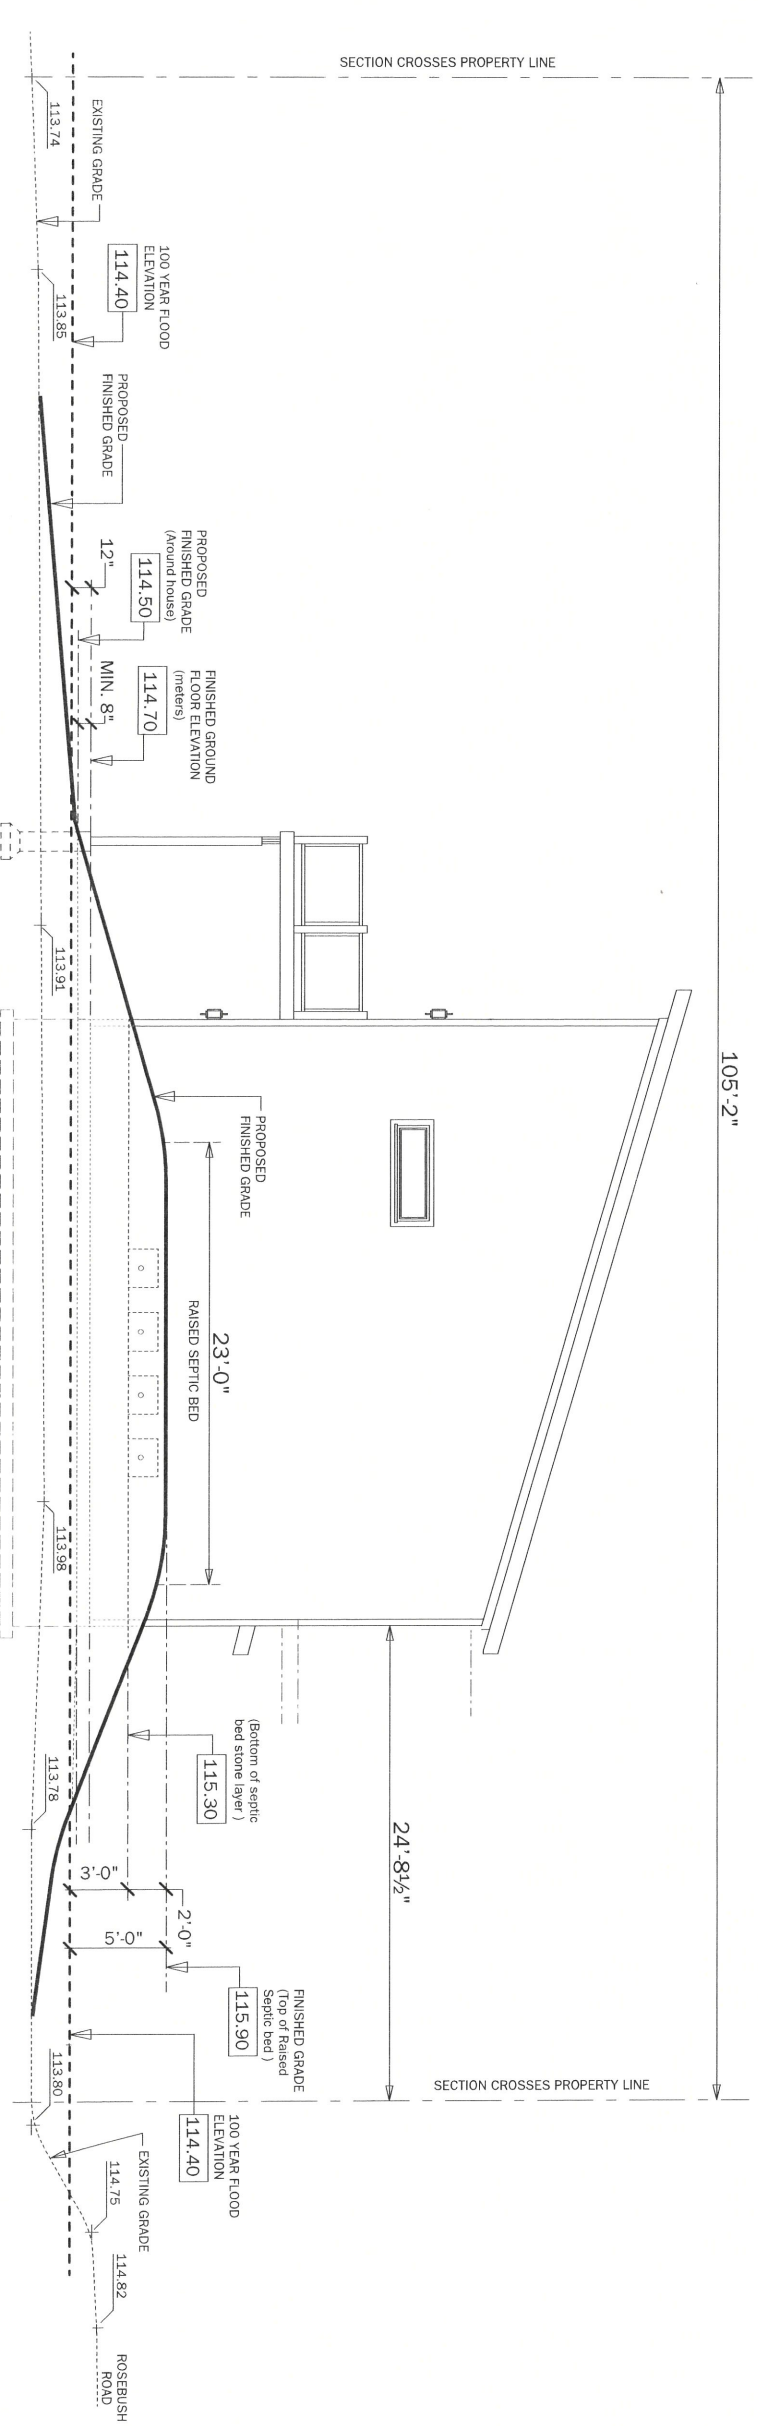 SECTION CROSSES PROPERTY LINE
113.74
EXISTING GRADE
100 YEAR FLOOD
ELEVATION
114.40
113.85
PROPOSED
FINISHED GRADE
12"
PROPOSED
FINISHED GRADE
(Around house)
114.50
MIN. 8"
FINISHED GROUND
FLOOR ELEVATION
(meters)
114.70
113.91
105'-2"
PROPOSED
FINISHED GRADE
23'-0"
RAISED SEPTIC BED
113.98
(Bottom of septic
bed stone layer )
115.30
113.78
24'-8½"
3'-0"
2'-0"
5'-0"
FINISHED GRADE
(Top of Raised
Septic bed )
115.90
SECTION CROSSES PROPERTY LINE
113.80
100 YEAR FLOOD
ELEVATION
114.40
EXISTING GRADE
114.75
114.82
ROSEBUSH
ROAD